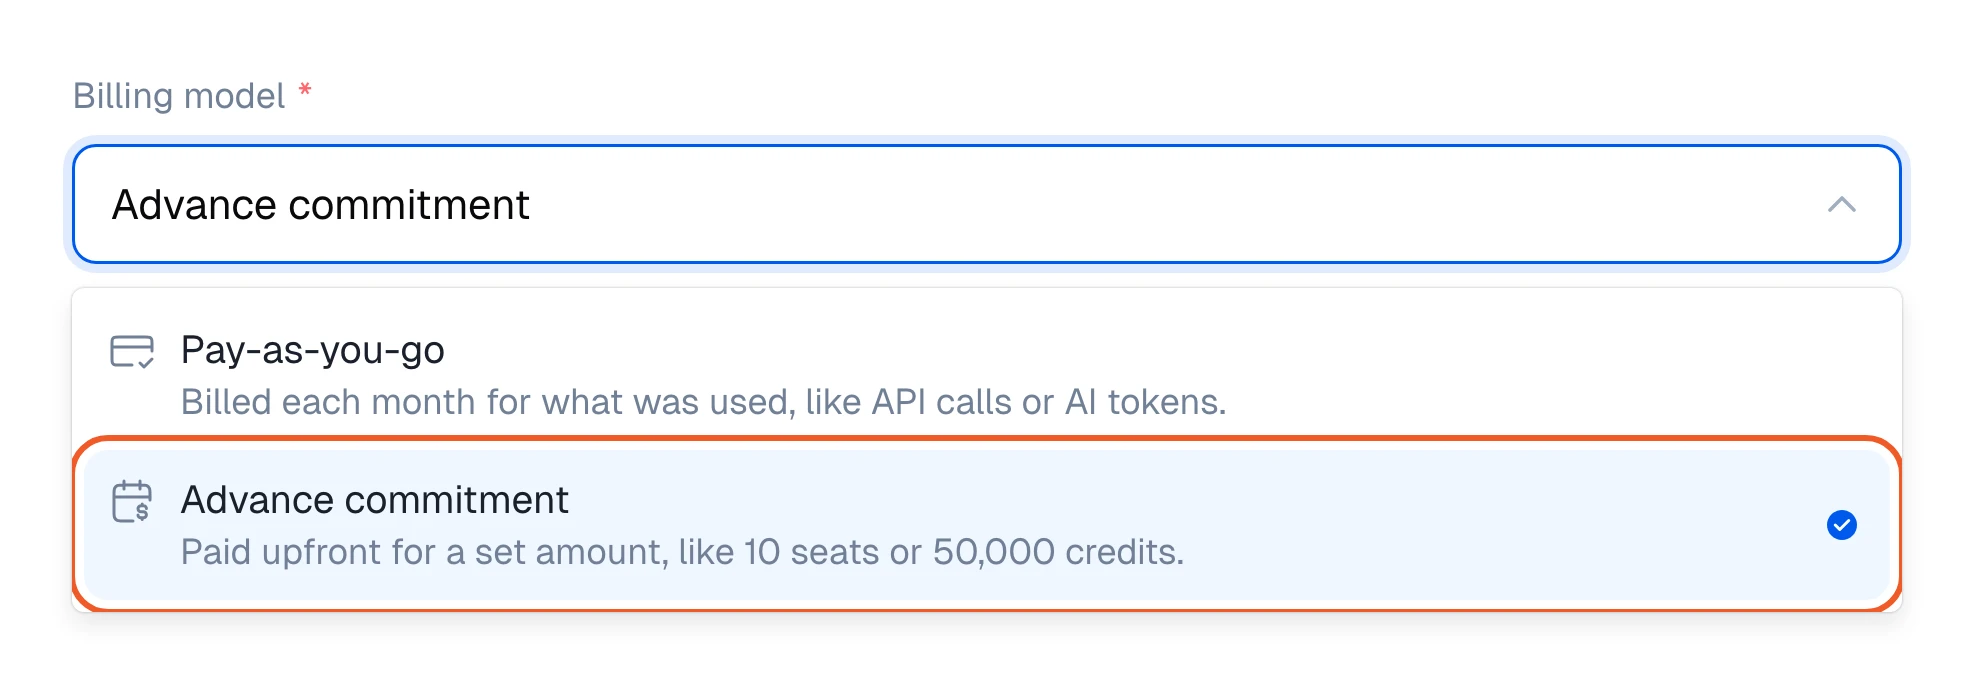 Billing model *
Advance commitment
Pay-as-you-go
Billed each month for what was used, like API calls or AI tokens.
Advance commitment
Paid upfront for a set amount, like 10 seats or 50,000 credits.